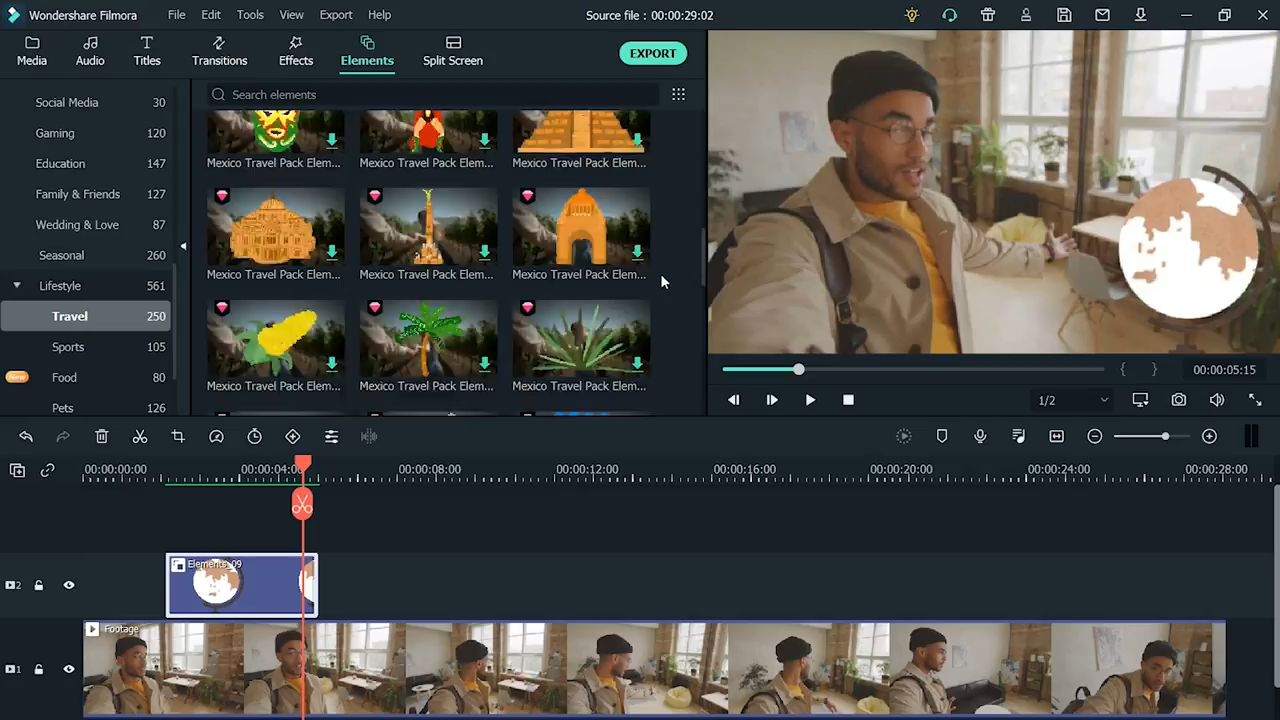 Wondershare Filmora File Edit Tools View Export Help Source file : 00:00:29:02
Media Audio Titles Transitions Effects Elements Split Screen EXPORT
Search elements
Social Media 30
Gaming 120
Education 147
Family & Friends 127
Wedding & Love 87
Seasonal 260
Lifestyle 561
Travel 250
Sports 105
New Food 80
Pets 126
Mexico Travel Pack Elem... Mexico Travel Pack Elem... Mexico Travel Pack Elem...
Mexico Travel Pack Elem... Mexico Travel Pack Elem... Mexico Travel Pack Elem...
Mexico Travel Pack Elem... Mexico Travel Pack Elem... Mexico Travel Pack Elem...
00:00:05:15
1/2
00:00:00:00 00:00:04:00 00:00:08:00 00:00:12:00 00:00:16:00 00:00:20:00 00:00:24:00 00:00:28:00
2 Elements_09
1 Footage